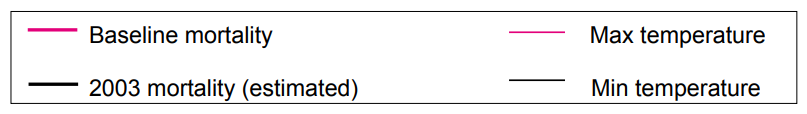 Baseline mortality
Max temperature
2003 mortality (estimated)
Min temperature